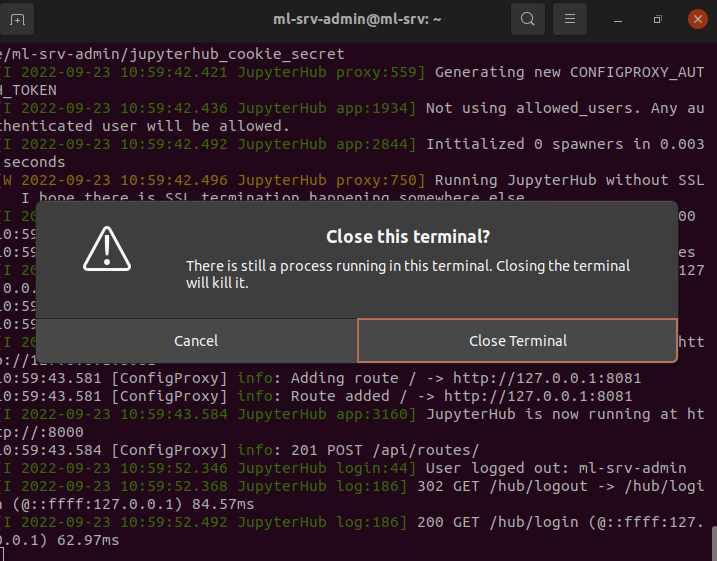 ml-srv-admin@ml-srv: ~
e/ml-srv-admin/jupyterhub_cookie_secret
[I 2022-09-23 10:59:42.421 JupyterHub proxy:559] Generating new CONFIGPROXY_AUT
H_TOKEN
[I 2022-09-23 10:59:42.436 JupyterHub app:1934] Not using allowed_users. Any au
thenticated user will be allowed.
[I 2022-09-23 10:59:42.492 JupyterHub app:2844] Initialized 0 spawners in 0.003
seconds
[W 2022-09-23 10:59:42.496 JupyterHub proxy:750] Running JupyterHub without SSL
I hope there is SSL termination happening somewhere else...
[I 20 00
10:59
10:59 es
[I 20 127
.0.0.
10:59
10:59
[I 20 htt
p://127.0.0.1:8081
10:59:43.581 [ConfigProxy] info: Adding route / -> http://127.0.0.1:8081
10:59:43.581 [ConfigProxy] info: Route added / -> http://127.0.0.1:8081
[I 2022-09-23 10:59:43.584 JupyterHub app:3160] JupyterHub is now running at ht
tp://:8000
10:59:43.584 [ConfigProxy] info: 201 POST /api/routes/
[I 2022-09-23 10:59:52.346 JupyterHub login:44] User logged out: ml-srv-admin
[I 2022-09-23 10:59:52.368 JupyterHub log:186] 302 GET /hub/logout -> /hub/logi
n (@::ffff:127.0.0.1) 84.57ms
[I 2022-09-23 10:59:52.492 JupyterHub log:186] 200 GET /hub/login (@::ffff:127.
0.0.1) 62.97ms
Close this terminal?
There is still a process running in this terminal. Closing the terminal
will kill it.
Cancel
Close Terminal